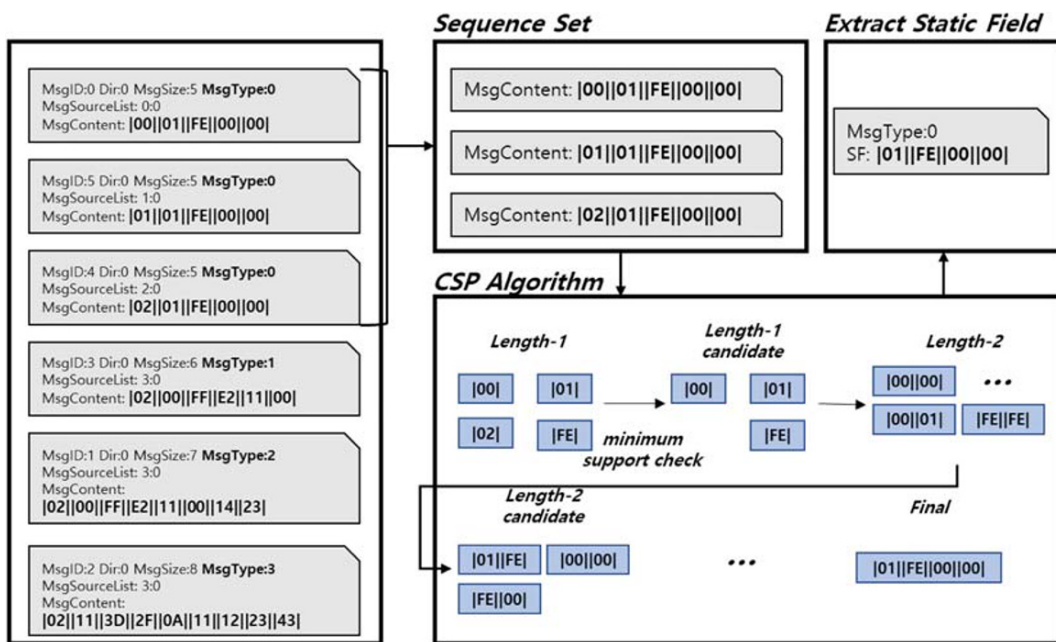 MsgID:0 Dir:0 MsgSize:5 MsgType:0
MsgSourceList: 0:0
MsgContent: |00||01||FE||00||00|
MsgID:5 Dir:0 MsgSize:5 MsgType:0
MsgSourceList: 1:0
MsgContent: |01||01||FE||00||00|
MsgID:4 Dir:0 MsgSize:5 MsgType:0
MsgSourceList: 2:0
MsgContent: |02||01||FE||00||00|
MsgID:3 Dir:0 MsgSize:6 MsgType:1
MsgSourceList: 3:0
MsgContent: |02||00||FF||E2||11||00|
MsgID:1 Dir:0 MsgSize:7 MsgType:2
MsgSourceList: 3:0
MsgContent:
|02||00||FF||E2||11||00||14||23|
MsgID:2 Dir:0 MsgSize:8 MsgType:3
MsgSourceList: 3:0
MsgContent:
|02||11||3D||2F||0A||11||12||23||43|
Sequence Set
MsgContent: |00||01||FE||00||00|
MsgContent: |01||01||FE||00||00|
MsgContent: |02||01||FE||00||00|
Extract Static Field
MsgType:0
SF: |01||FE||00||00|
CSP Algorithm
Length-1
|00| |01|
|02| |FE|
minimum
support check
Length-1
candidate
|00| |01|
|FE|
Length-2
|00||00| •••
|00||01| |FE||FE|
Length-2
candidate
|01||FE| |00||00|
|FE||00|
•••
Final
|01||FE||00||00|